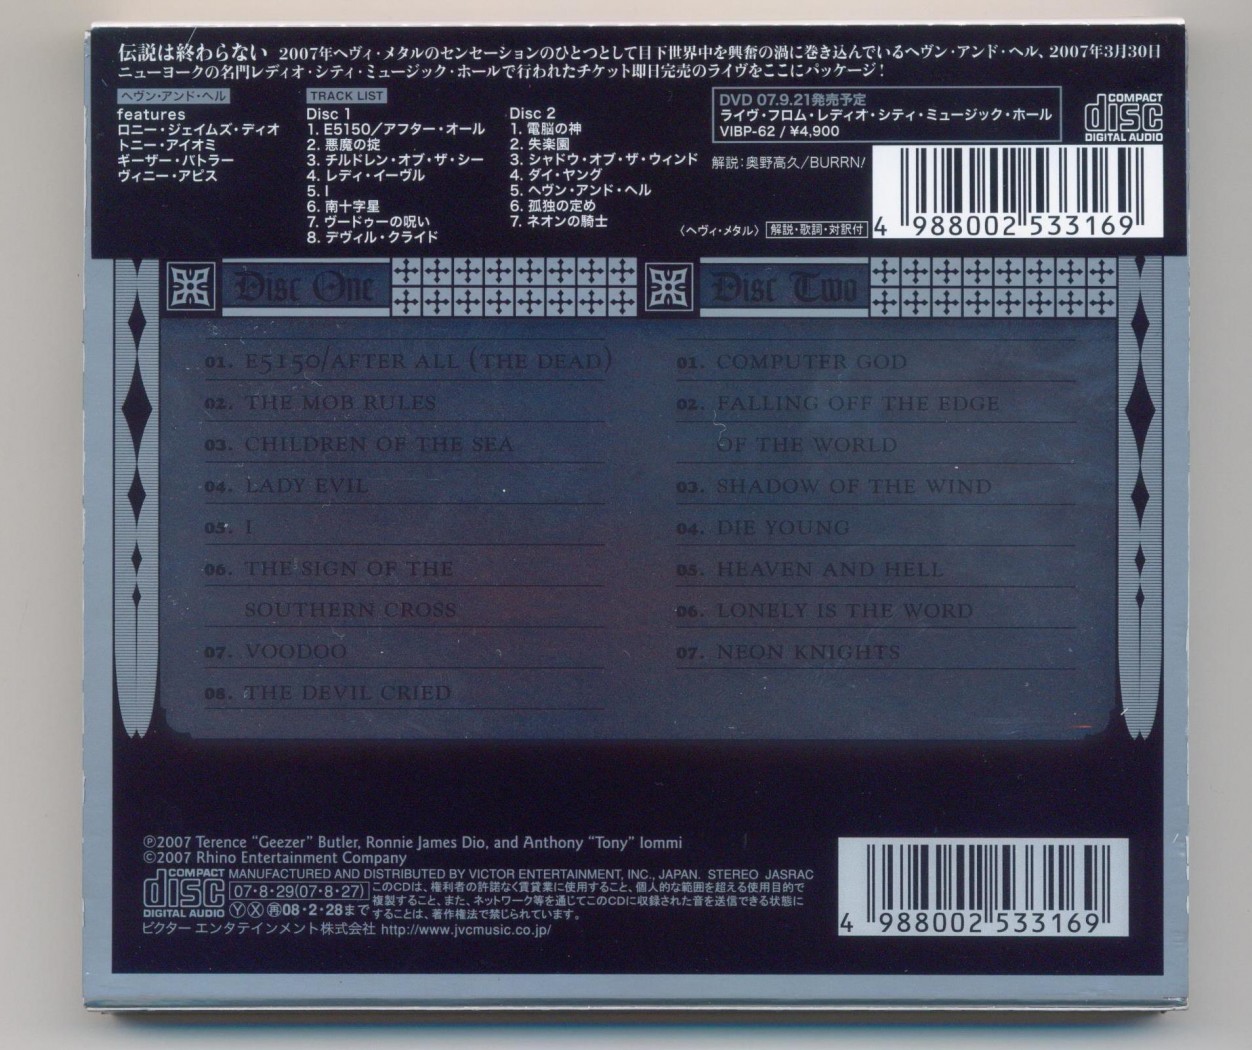 伝説は終わらない 2007年ヘヴィ・メタルのセンセーションのひとつとして目下世界中を興奮の渦に巻き込んでいるヘヴン・アンド・ヘル、2007年3月30日
ニューヨークの名門レディオ・シティ・ミュージック・ホールで行われたチケット即日完売のライヴをここにパッケージ!
ヘヴン・アンド・ヘル
features
ロニー・ジェイムズ・ディオ
トニー・アイオミ
ギーザー・バトラー
ヴィニー・アピス
TRACK LIST
Disc 1
1. E5150／アフター・オール
2. 悪魔の掟
3. チルドレン・オブ・ザ・シー
4. レディ・イーヴル
5. I
6. 南十字星
7. ヴードゥーの呪い
8. デヴィル・クライド
Disc 2
1. 電脳の神
2. 失楽園
3. シャドウ・オブ・ザ・ウィンド
4. ダイ・ヤング
5. ヘヴン・アンド・ヘル
6. 孤独の定め
7. ネオンの騎士
DVD 07.9.21発売予定
ライヴ・フロム・レディオ・シティ・ミュージック・ホール
VIBP-62 / ¥4,900
解説：奥野高久/BURRN!
〈ヘヴィ・メタル〉 解説・歌詞・対訳付
COMPACT
disc
DIGITAL AUDIO
4 988002 533169
Disc One
01. E5150/AFTER ALL (THE DEAD)
02. THE MOB RULES
03. CHILDREN OF THE SEA
04. LADY EVIL
05. I
06. THE SIGN OF THE
SOUTHERN CROSS
07. VOODOO
08. THE DEVIL CRIED
Disc Two
01. COMPUTER GOD
02. FALLING OFF THE EDGE
OF THE WORLD
03. SHADOW OF THE WIND
04. DIE YOUNG
05. HEAVEN AND HELL
06. LONELY IS THE WORD
07. NEON KNIGHTS
℗2007 Terence “Geezer” Butler, Ronnie James Dio, and Anthony “Tony” Iommi
©2007 Rhino Entertainment Company
COMPACT
disc
DIGITAL AUDIO
MANUFACTURED AND DISTRIBUTED BY VICTOR ENTERTAINMENT, INC., JAPAN. STEREO JASRAC
07・8・29(07・8・27)
Ⓨ Ⓧ ㊥08・2・28まで
このCDは、権利者の許諾なく賃貸業に使用すること、個人的な範囲を超える使用目的で
複製すること、また、ネットワーク等を通じてこのCDに収録された音を送信できる状態に
することは、著作権法で禁じられています。
ビクター エンタテインメント株式会社 http://www.jvcmusic.co.jp/
4 988002 533169